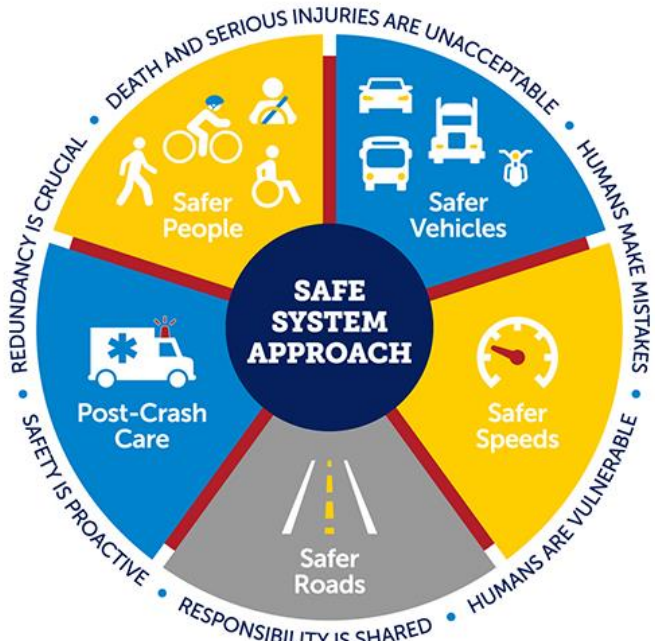 DEATH AND SERIOUS INJURIES ARE UNACCEPTABLE
HUMANS MAKE MISTAKES
HUMANS ARE VULNERABLE
RESPONSIBILITY IS SHARED
SAFETY IS PROACTIVE
REDUNDANCY IS CRUCIAL
Safer
People
Safer
Vehicles
SAFE
SYSTEM
APPROACH
Post-Crash
Care
Safer
Speeds
Safer
Roads